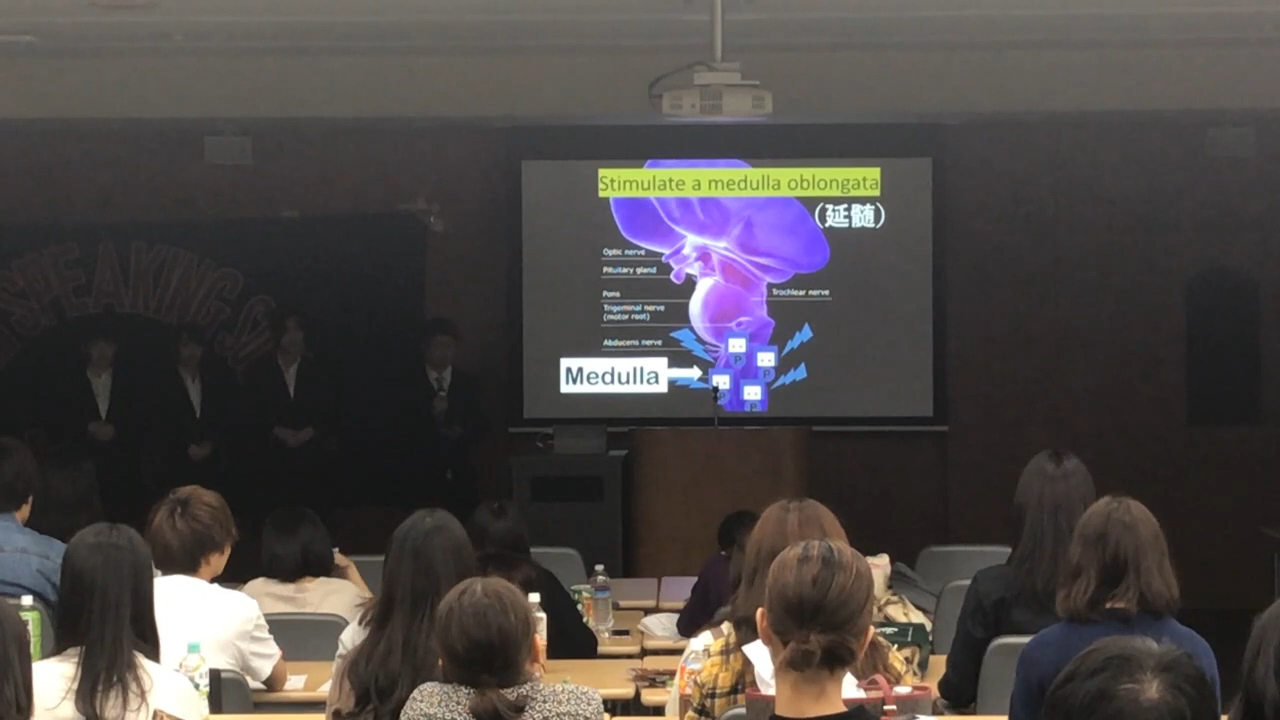 SPEAKING
Stimulate a medulla oblongata
(延髄)
Optic nerve
Pituitary gland
Pons
Trochlear nerve
Trigeminal nerve
(motor root)
Abducens nerve
Medulla
P
P
P
P